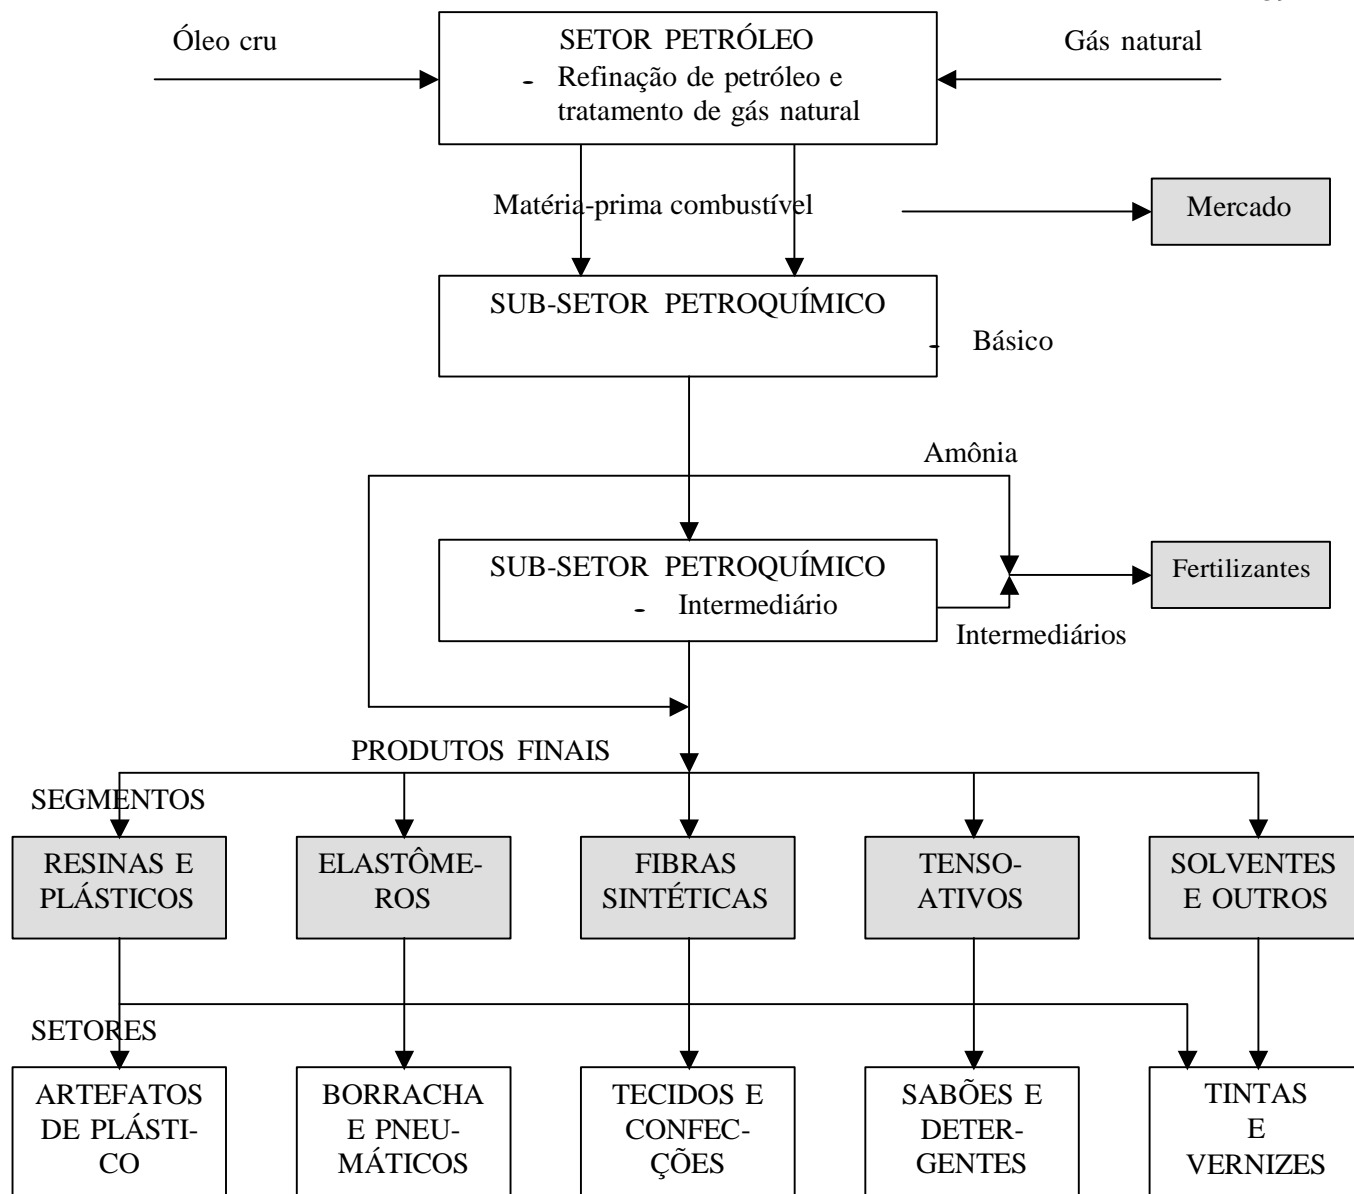 Óleo cru
SETOR PETRÓLEO
Gás natural
- Refinação de petróleo e
tratamento de gás natural
Matéria-prima combustível
Mercado
SUB-SETOR PETROQUÍMICO
- Básico
Amônia
SUB-SETOR PETROQUÍMICO
- Intermediário
Fertilizantes
Intermediários
PRODUTOS FINAIS
SEGMENTOS
RESINAS E
PLÁSTICOS
ELASTÔME-
ROS
FIBRAS
SINTÉTICAS
TENSO-
ATIVOS
SOLVENTES
E OUTROS
SETORES
ARTEFATOS
DE PLÁSTI-
CO
BORRACHA
E PNEU-
MÁTICOS
TECIDOS E
CONFEC-
ÇÕES
SABÕES E
DETER-
GENTES
TINTAS
E
VERNIZES